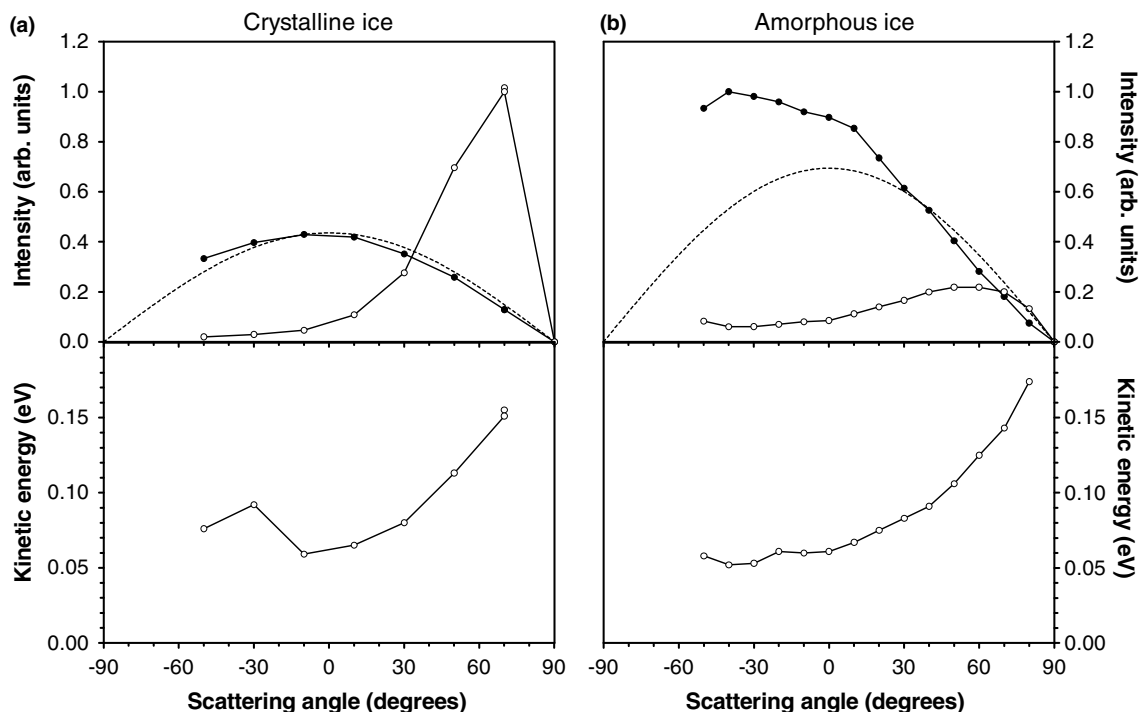 (a)
Crystalline ice
(b)
Amorphous ice
1.2
1.0
0.8
0.6
0.4
0.2
0.0
Intensity (arb. units)
1.2
1.0
0.8
0.6
0.4
0.2
0.0
Intensity
(arb. units)
0.15
0.10
0.05
0.00
Kinetic energy (eV)
0.15
0.10
0.05
0.00
Kinetic energy (eV)
-90 -60 -30 0 30 60 90
-90 -60 -30 0 30 60 90
Scattering angle (degrees)
Scattering angle (degrees)